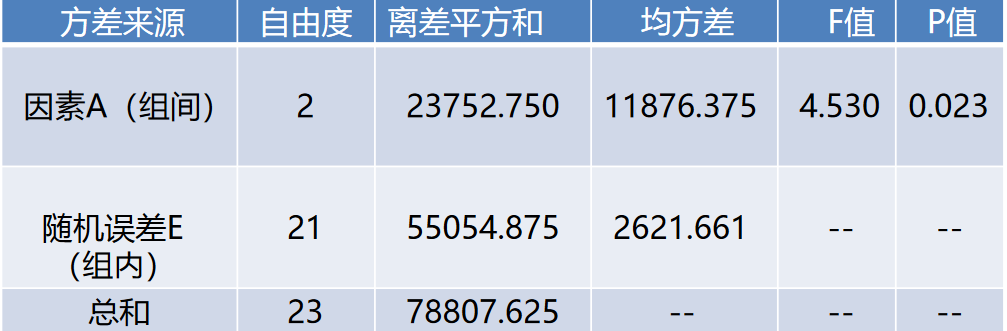 方差来源 自由度 离差平方和 均方差 F值 P值
因素A（组间） 2 23752.750 11876.375 4.530 0.023
随机误差E 21 55054.875 2621.661 -- --
（组内）
总和 23 78807.625 -- -- --